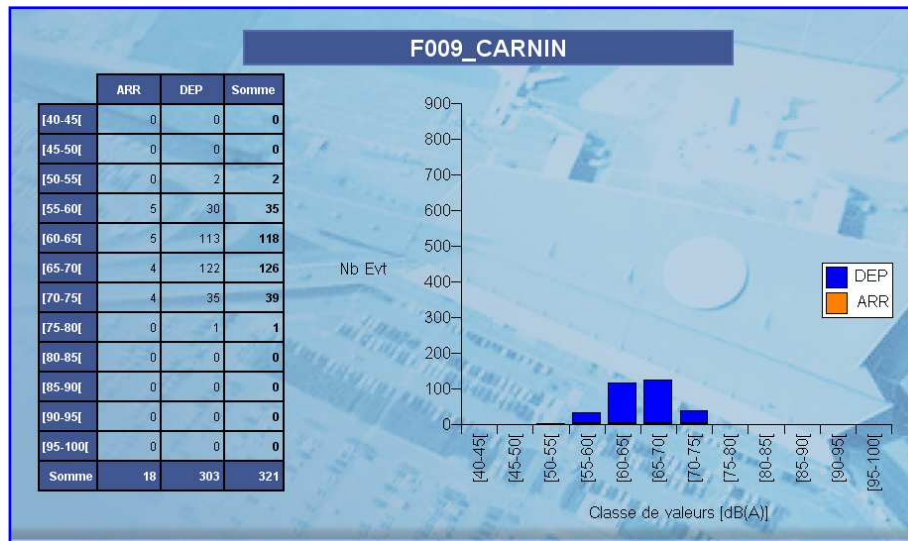 F009_CARNIN
ARR DEP Somme
[40-45[ 0 0 0
[45-50[ 0 0 0
[50-55[ 0 2 2
[55-60[ 5 30 35
[60-65[ 5 113 118
[65-70[ 4 122 126
[70-75[ 4 35 39
[75-80[ 0 1 1
[80-85[ 0 0 0
[85-90[ 0 0 0
[90-95[ 0 0 0
[95-100[ 0 0 0
Somme 18 303 321
Nb Evt
900
800
700
600
500
400
300
200
100
0
[40-45[
[45-50[
[50-55[
[55-60[
[60-65[
[65-70[
[70-75[
[75-80[
[80-85[
[85-90[
[90-95[
[95-100[
Classe de valeurs [dB(A)]
DEP
ARR